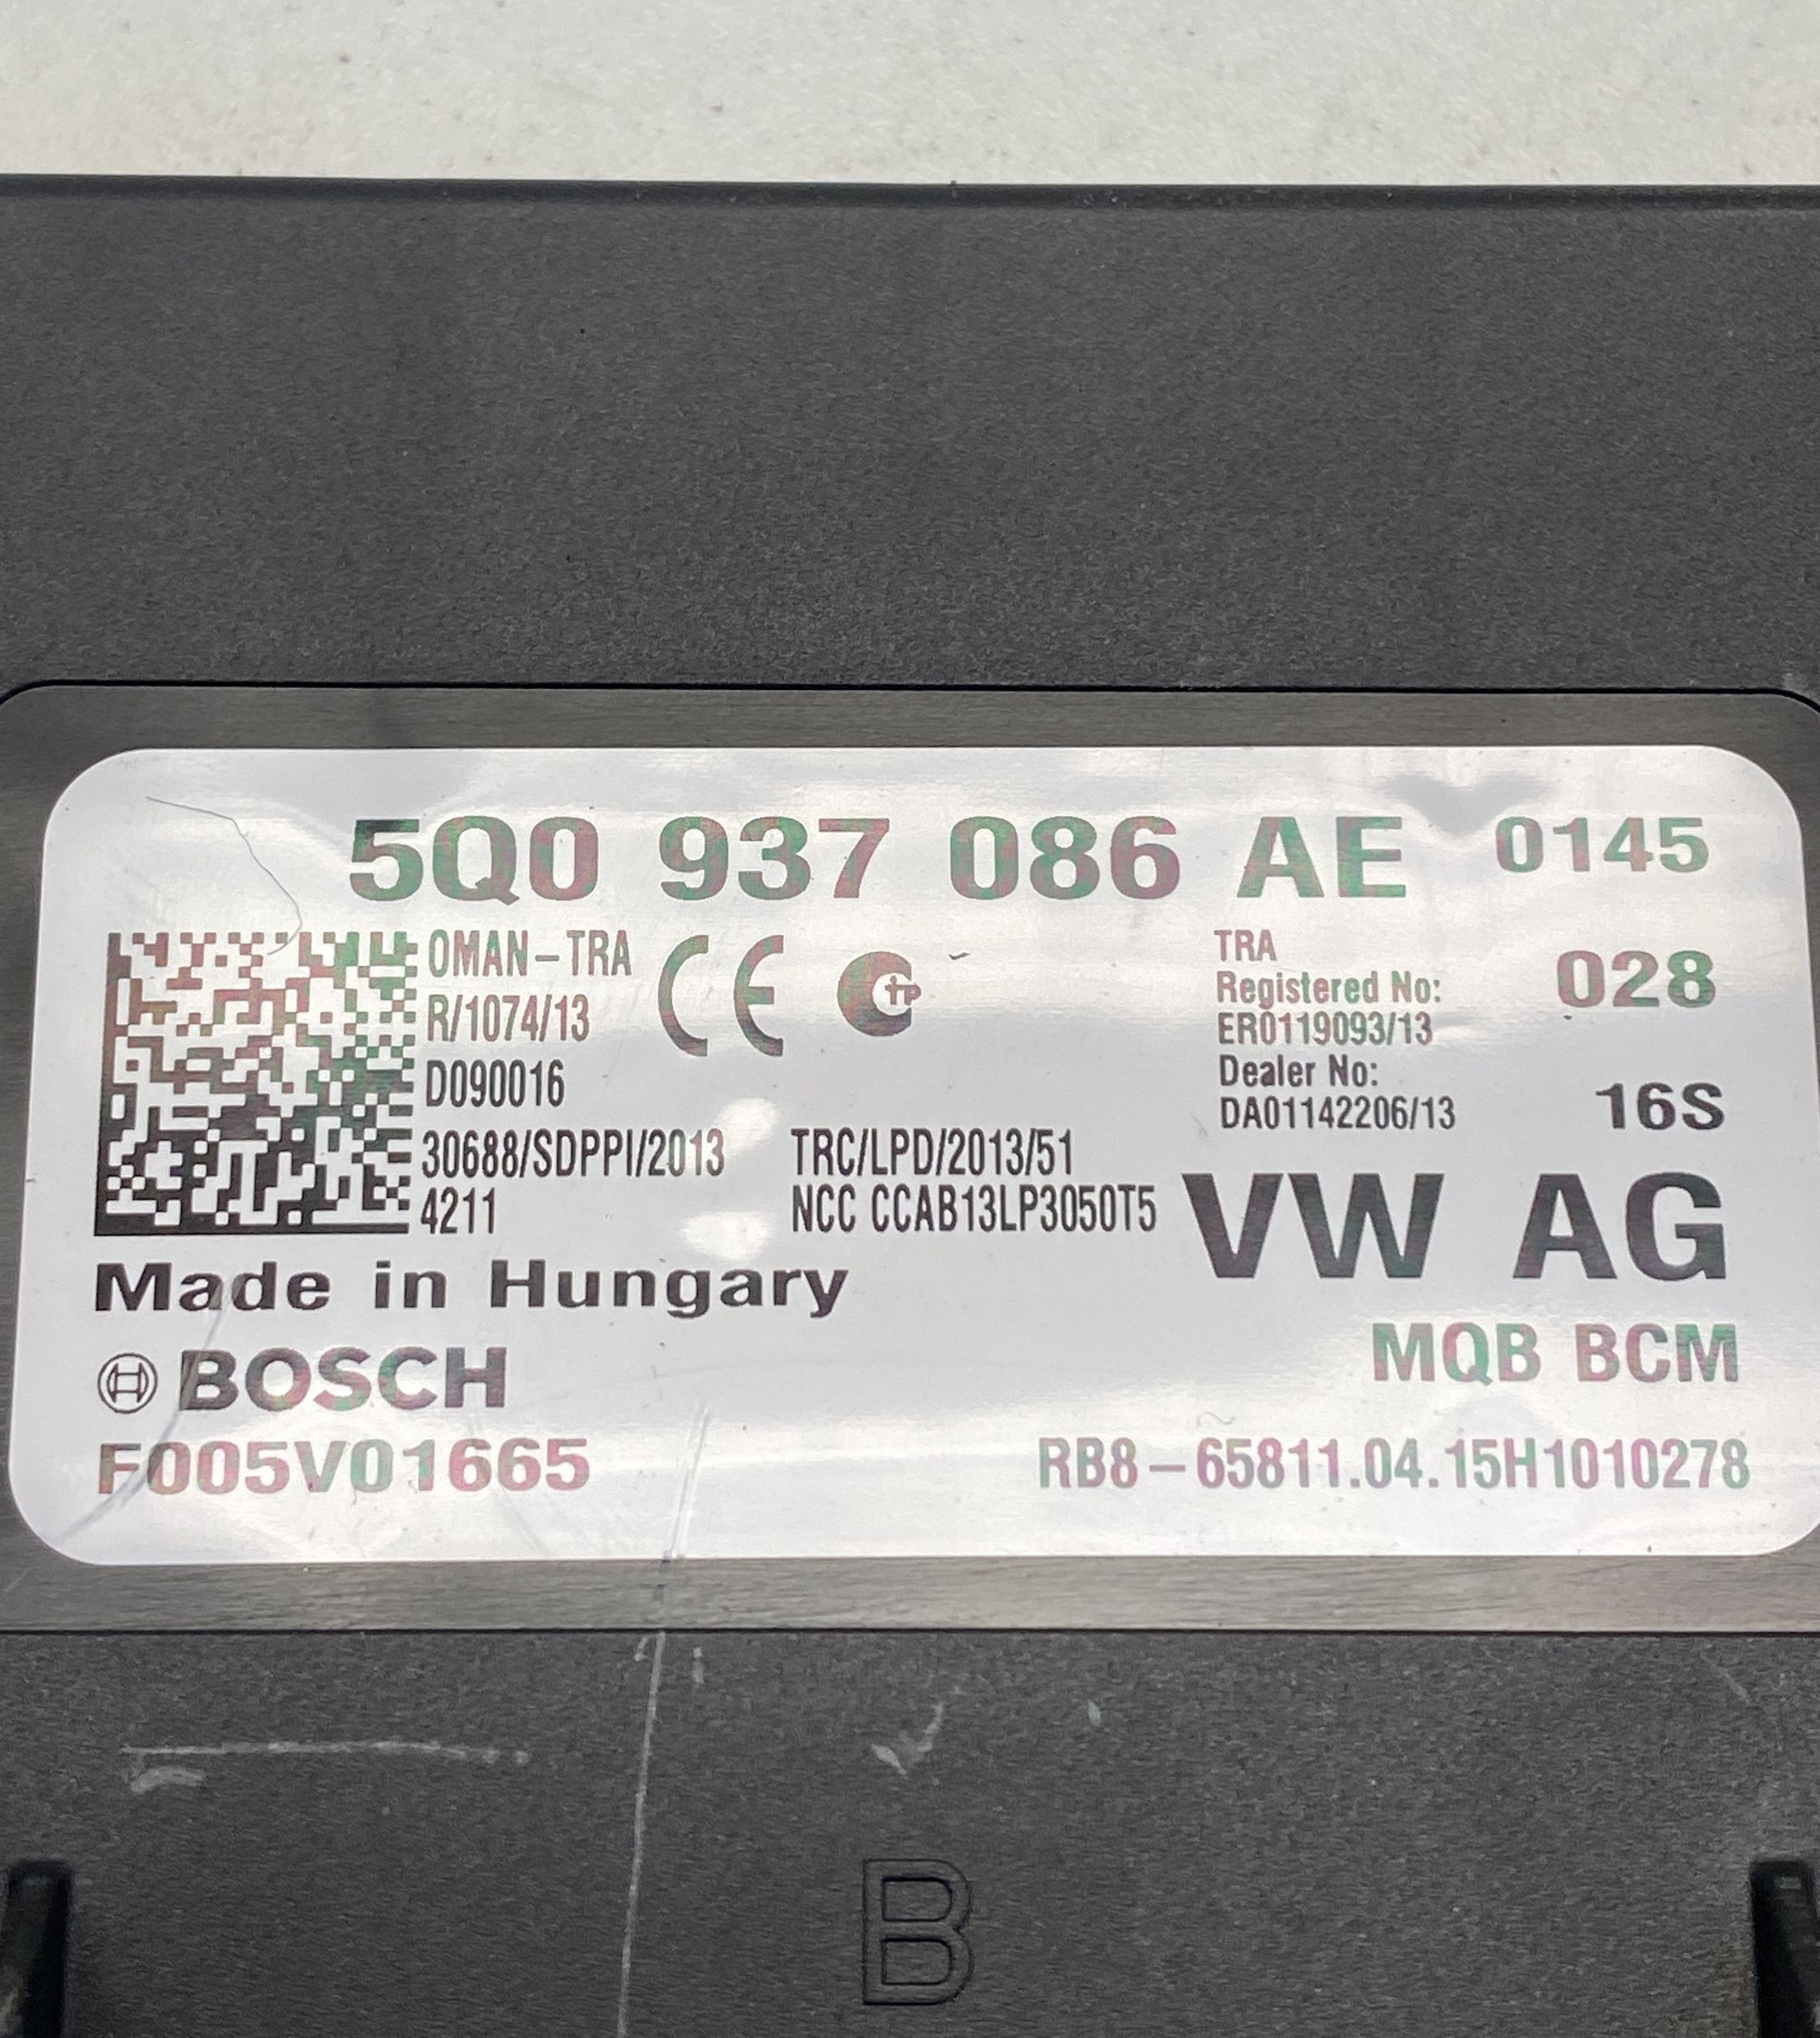 5Q0 937 086 AE 0145
OMAN-TRA
R/1074/13
D090016
30688/SDPPI/2013
4211
CE
TRC/LPD/2013/51
NCC CCAB13LP3050T5
TRA
Registered No:
ER0119093/13
Dealer No:
DA01142206/13
028
16S
VW AG
Made in Hungary
BOSCH
F005V01665
MQB BCM
RB8-65811.04.15H1010278
B